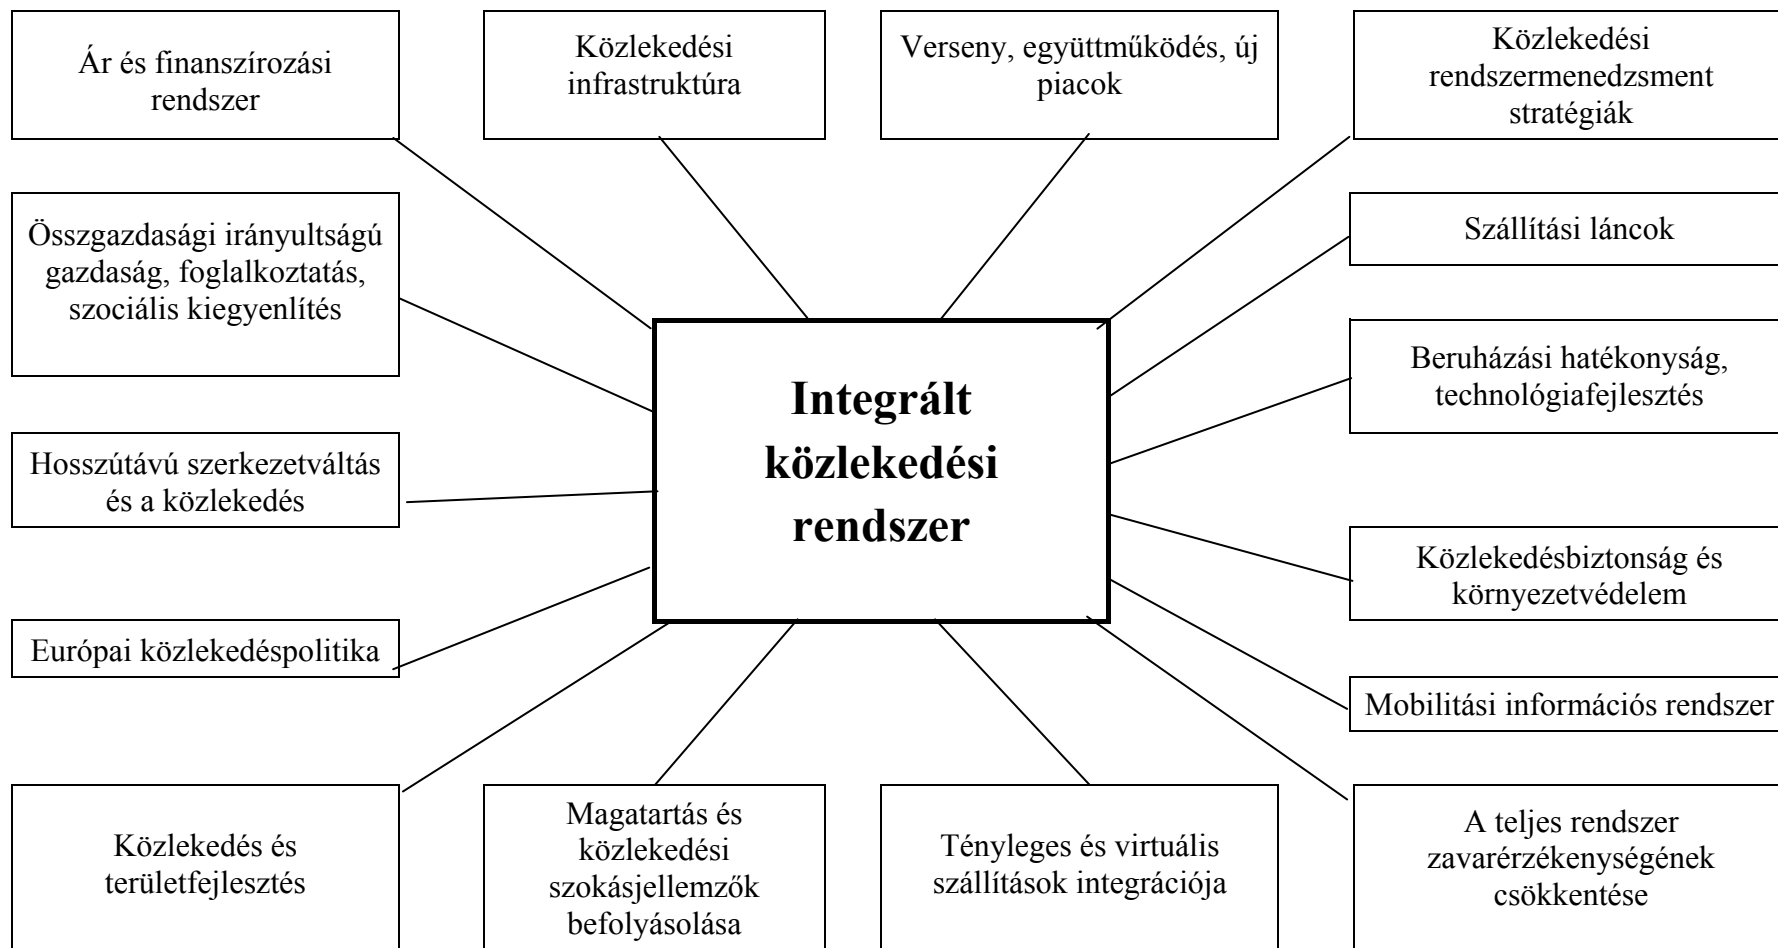 Ár és finanszírozási
rendszer
Közlekedési
infrastruktúra
Verseny, együttműködés, új
piacok
Közlekedési
rendszermenedzsment
stratégiák
Összgazdasági irányultságú
gazdaság, foglalkoztatás,
szociális kiegyenlítés
Szállítási láncok
Beruházási hatékonyság,
technológiafejlesztés
Integrált
közlekedési
rendszer
Hosszútávú szerkezetváltás
és a közlekedés
Közlekedésbiztonság és
környezetvédelem
Európai közlekedéspolitika
Mobilitási információs rendszer
Közlekedés és
területfejlesztés
Magatartás és
közlekedési
szokásjellemzők
befolyásolása
Tényleges és virtuális
szállítások integrációja
A teljes rendszer
zavarérzékenységének
csökkentése